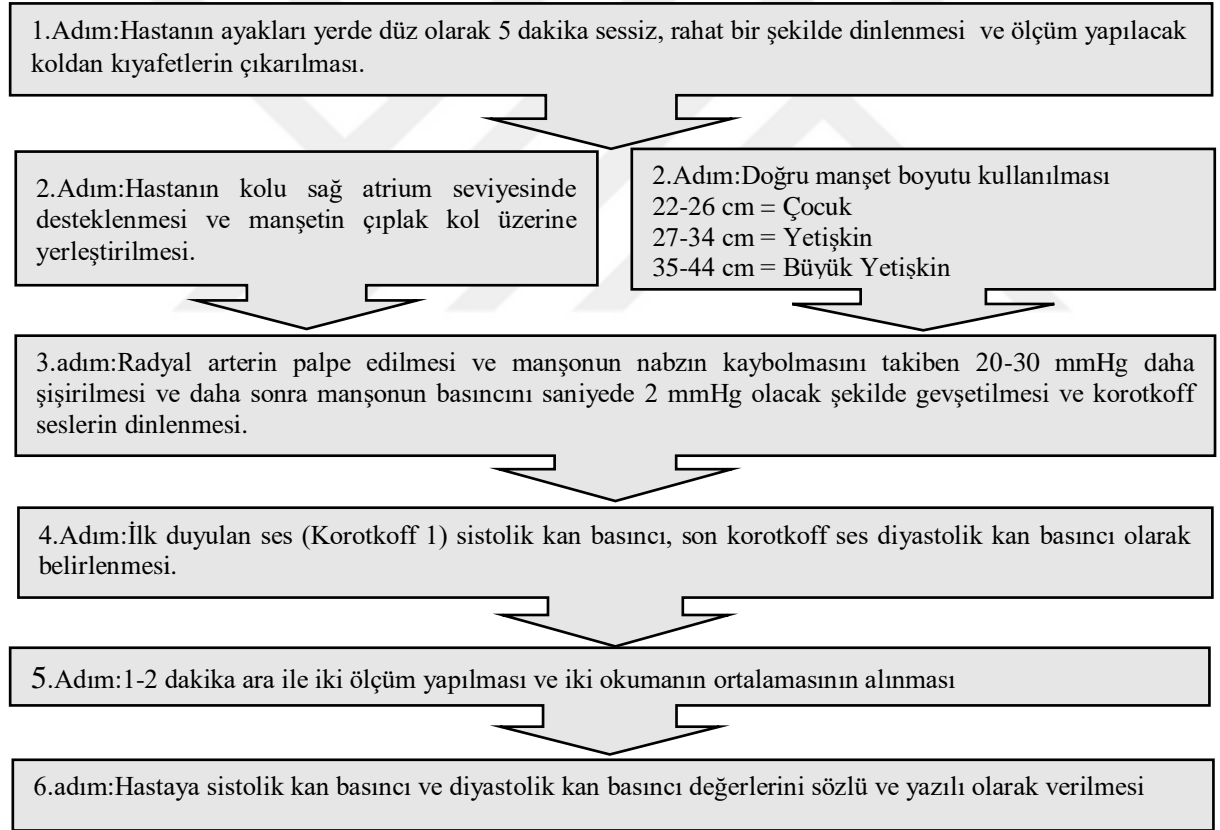 1.Adım:Hastanın ayakları yerde düz olarak 5 dakika sessiz, rahat bir şekilde dinlenmesi ve ölçüm yapılacak
koldan kıyafetlerin çıkarılması.
2.Adım:Hastanın kolu sağ atrium seviyesinde
desteklenmesi ve manşetin çıplak kol üzerine
yerleştirilmesi.
2.Adım:Doğru manşet boyutu kullanılması
22-26 cm = Çocuk
27-34 cm = Yetişkin
35-44 cm = Büyük Yetişkin
3.adım:Radyal arterin palpe edilmesi ve manşonun nabzın kaybolmasını takiben 20-30 mmHg daha
şişirilmesi ve daha sonra manşonun basıncını saniyede 2 mmHg olacak şekilde gevşetilmesi ve korotkoff
seslerin dinlenmesi.
4.Adım:İlk duyulan ses (Korotkoff 1) sistolik kan basıncı, son korotkoff ses diyastolik kan basıncı olarak
belirlenmesi.
5.Adım:1-2 dakika ara ile iki ölçüm yapılması ve iki okumanın ortalamasının alınması
6.adım:Hastaya sistolik kan basıncı ve diyastolik kan basıncı değerlerini sözlü ve yazılı olarak verilmesi